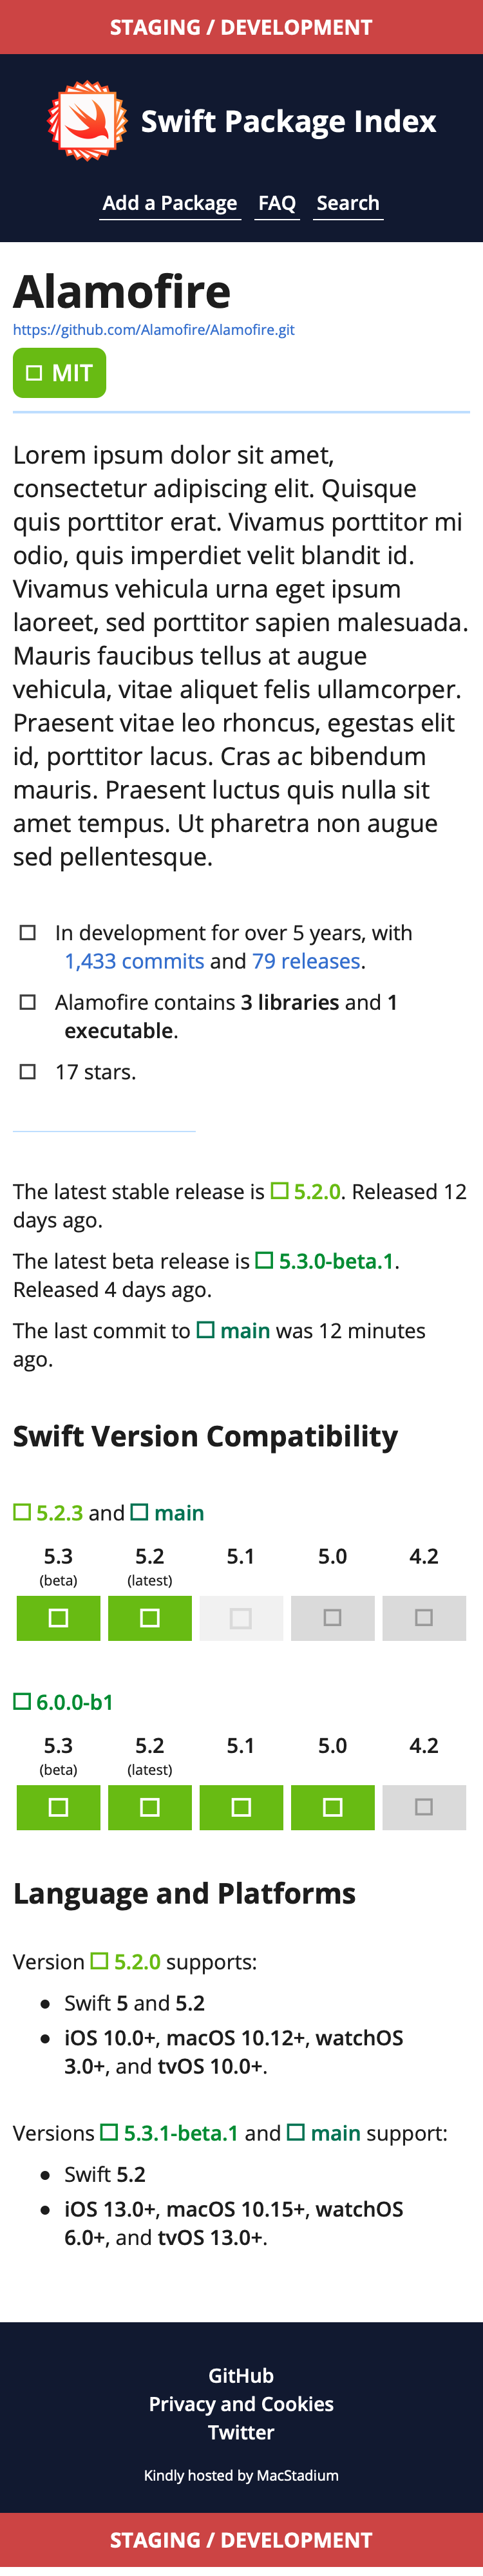 STAGING / DEVELOPMENT
Swift Package Index
Add a Package FAQ Search
Alamofire
https://github.com/Alamofire/Alamofire.git
MIT
Lorem ipsum dolor sit amet,
consectetur adipiscing elit. Quisque
quis porttitor erat. Vivamus porttitor mi
odio, quis imperdiet velit blandit id.
Vivamus vehicula urna eget ipsum
laoreet, sed porttitor sapien malesuada.
Mauris faucibus tellus at augue
vehicula, vitae aliquet felis ullamcorper.
Praesent vitae leo rhoncus, egestas elit
id, porttitor lacus. Cras ac bibendum
mauris. Praesent luctus quis nulla sit
amet tempus. Ut pharetra non augue
sed pellentesque.
In development for over 5 years, with
1,433 commits and 79 releases.
Alamofire contains 3 libraries and 1
executable.
17 stars.
The latest stable release is 5.2.0. Released 12
days ago.
The latest beta release is 5.3.0-beta.1.
Released 4 days ago.
The last commit to main was 12 minutes
ago.
Swift Version Compatibility
5.2.3 and main
5.3 5.2 5.1 5.0 4.2
(beta) (latest)
6.0.0-b1
5.3 5.2 5.1 5.0 4.2
(beta) (latest)
Language and Platforms
Version 5.2.0 supports:
• Swift 5 and 5.2
• iOS 10.0+, macOS 10.12+, watchOS
3.0+, and tvOS 10.0+.
Versions 5.3.1-beta.1 and main support:
• Swift 5.2
• iOS 13.0+, macOS 10.15+, watchOS
6.0+, and tvOS 13.0+.
GitHub
Privacy and Cookies
Twitter
Kindly hosted by MacStadium
STAGING / DEVELOPMENT